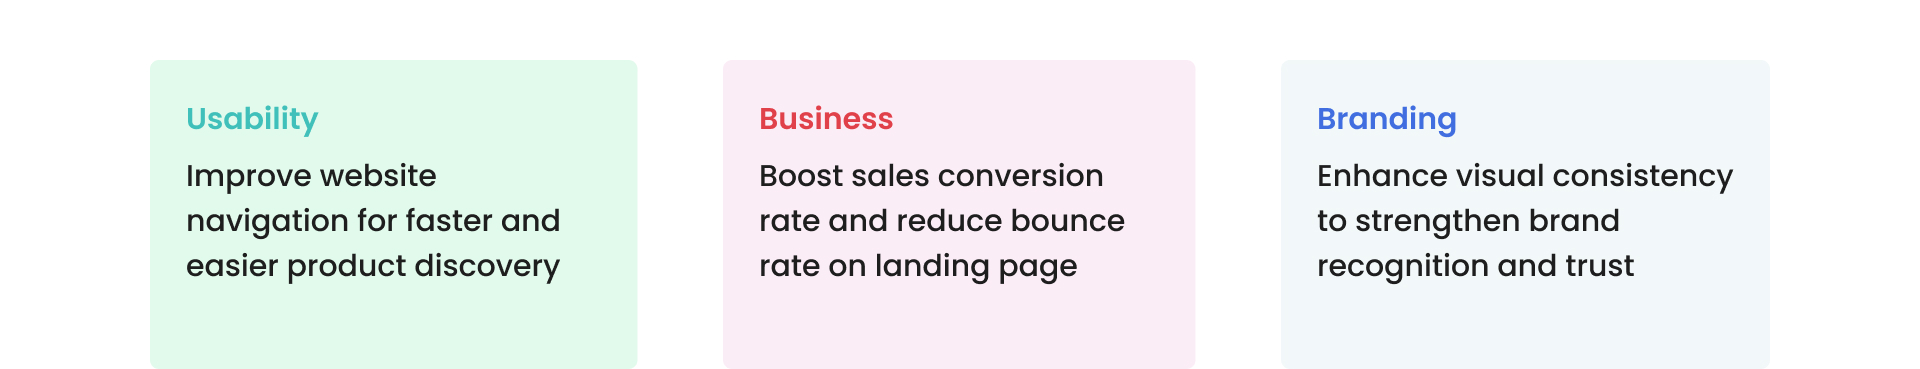 Usability
Improve website
navigation for faster and
easier product discovery
Business
Boost sales conversion
rate and reduce bounce
rate on landing page
Branding
Enhance visual consistency
to strengthen brand
recognition and trust